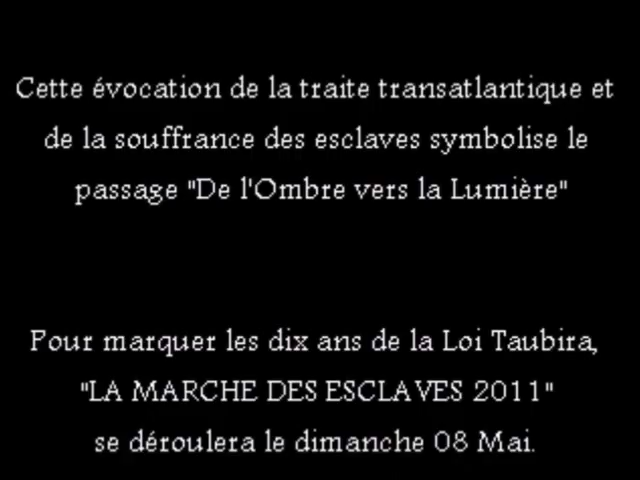 Cette évocation de la traite transatlantique et
de la souffrance des esclaves symbolise le
passage "De l'Ombre vers la Lumière"
Pour marquer les dix ans de la Loi Taubira,
"LA MARCHE DES ESCLAVES 2011"
se déroulera le dimanche 08 Mai.